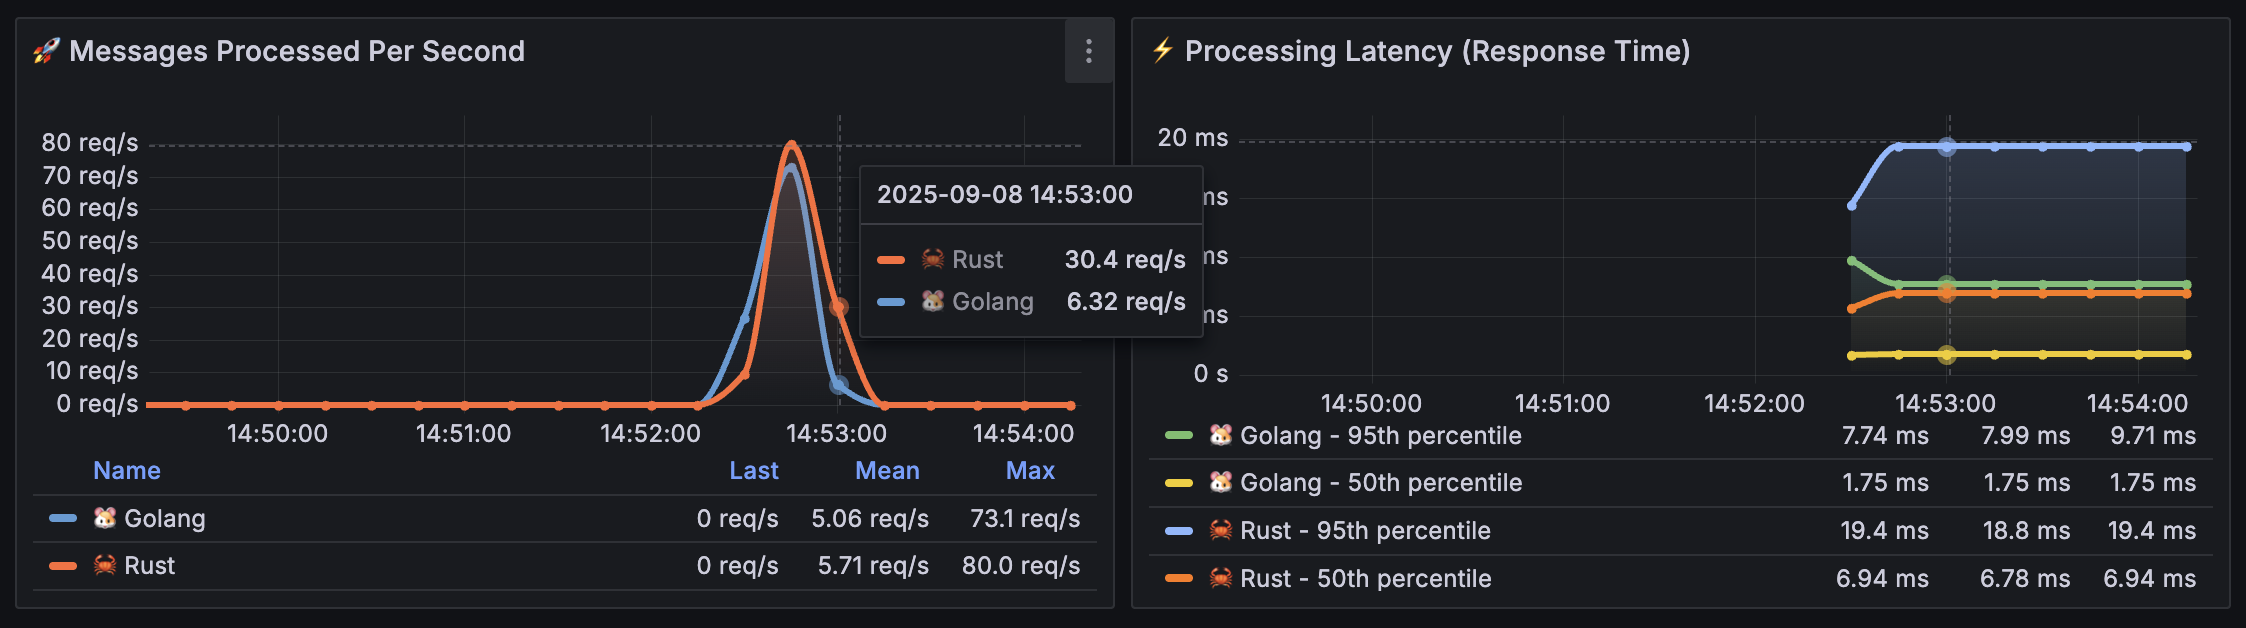 🚀 Messages Processed Per Second
80 req/s
70 req/s
60 req/s
50 req/s
40 req/s
30 req/s
20 req/s
10 req/s
0 req/s
14:50:00 14:51:00 14:52:00 14:53:00 14:54:00
2025-09-08 14:53:00
🦀 Rust 30.4 req/s
🐹 Golang 6.32 req/s
Name Last Mean Max
🐹 Golang 0 req/s 5.06 req/s 73.1 req/s
🦀 Rust 0 req/s 5.71 req/s 80.0 req/s
⚡ Processing Latency (Response Time)
20 ms
ms
ms
ms
0 s
14:50:00 14:51:00 14:52:00 14:53:00 14:54:00
🐹 Golang - 95th percentile 7.74 ms 7.99 ms 9.71 ms
🐹 Golang - 50th percentile 1.75 ms 1.75 ms 1.75 ms
🦀 Rust - 95th percentile 19.4 ms 18.8 ms 19.4 ms
🦀 Rust - 50th percentile 6.94 ms 6.78 ms 6.94 ms